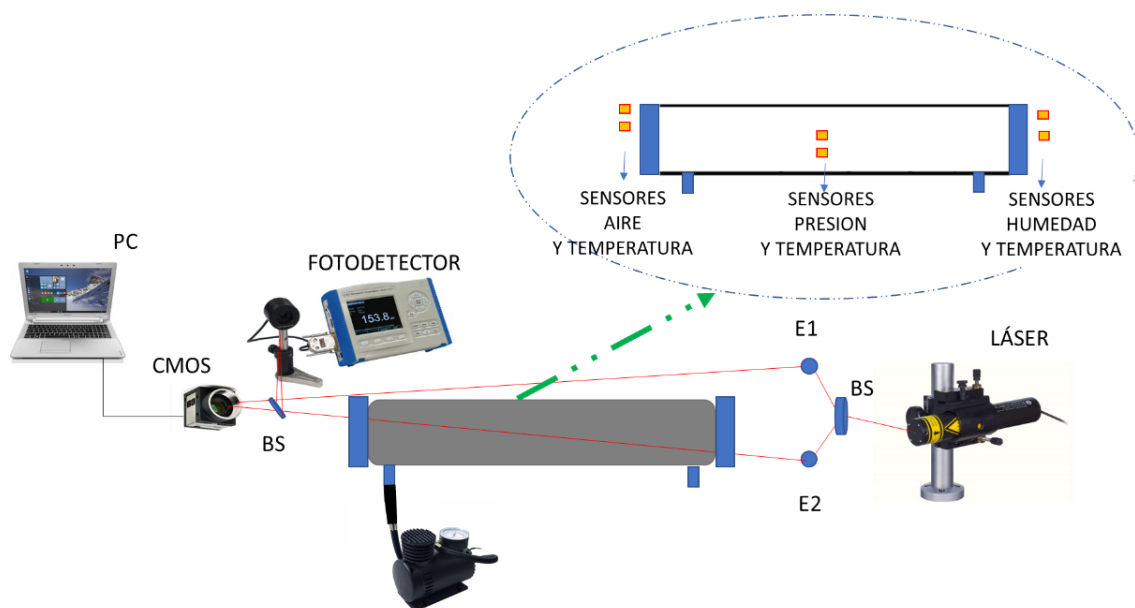 SENSORES
AIRE
Y TEMPERATURA
SENSORES
PRESION
Y TEMPERATURA
SENSORES
HUMEDAD
Y TEMPERATURA
PC
FOTODETECTOR
153.8
CMOS
BS
E1
BS
LÁSER
E2